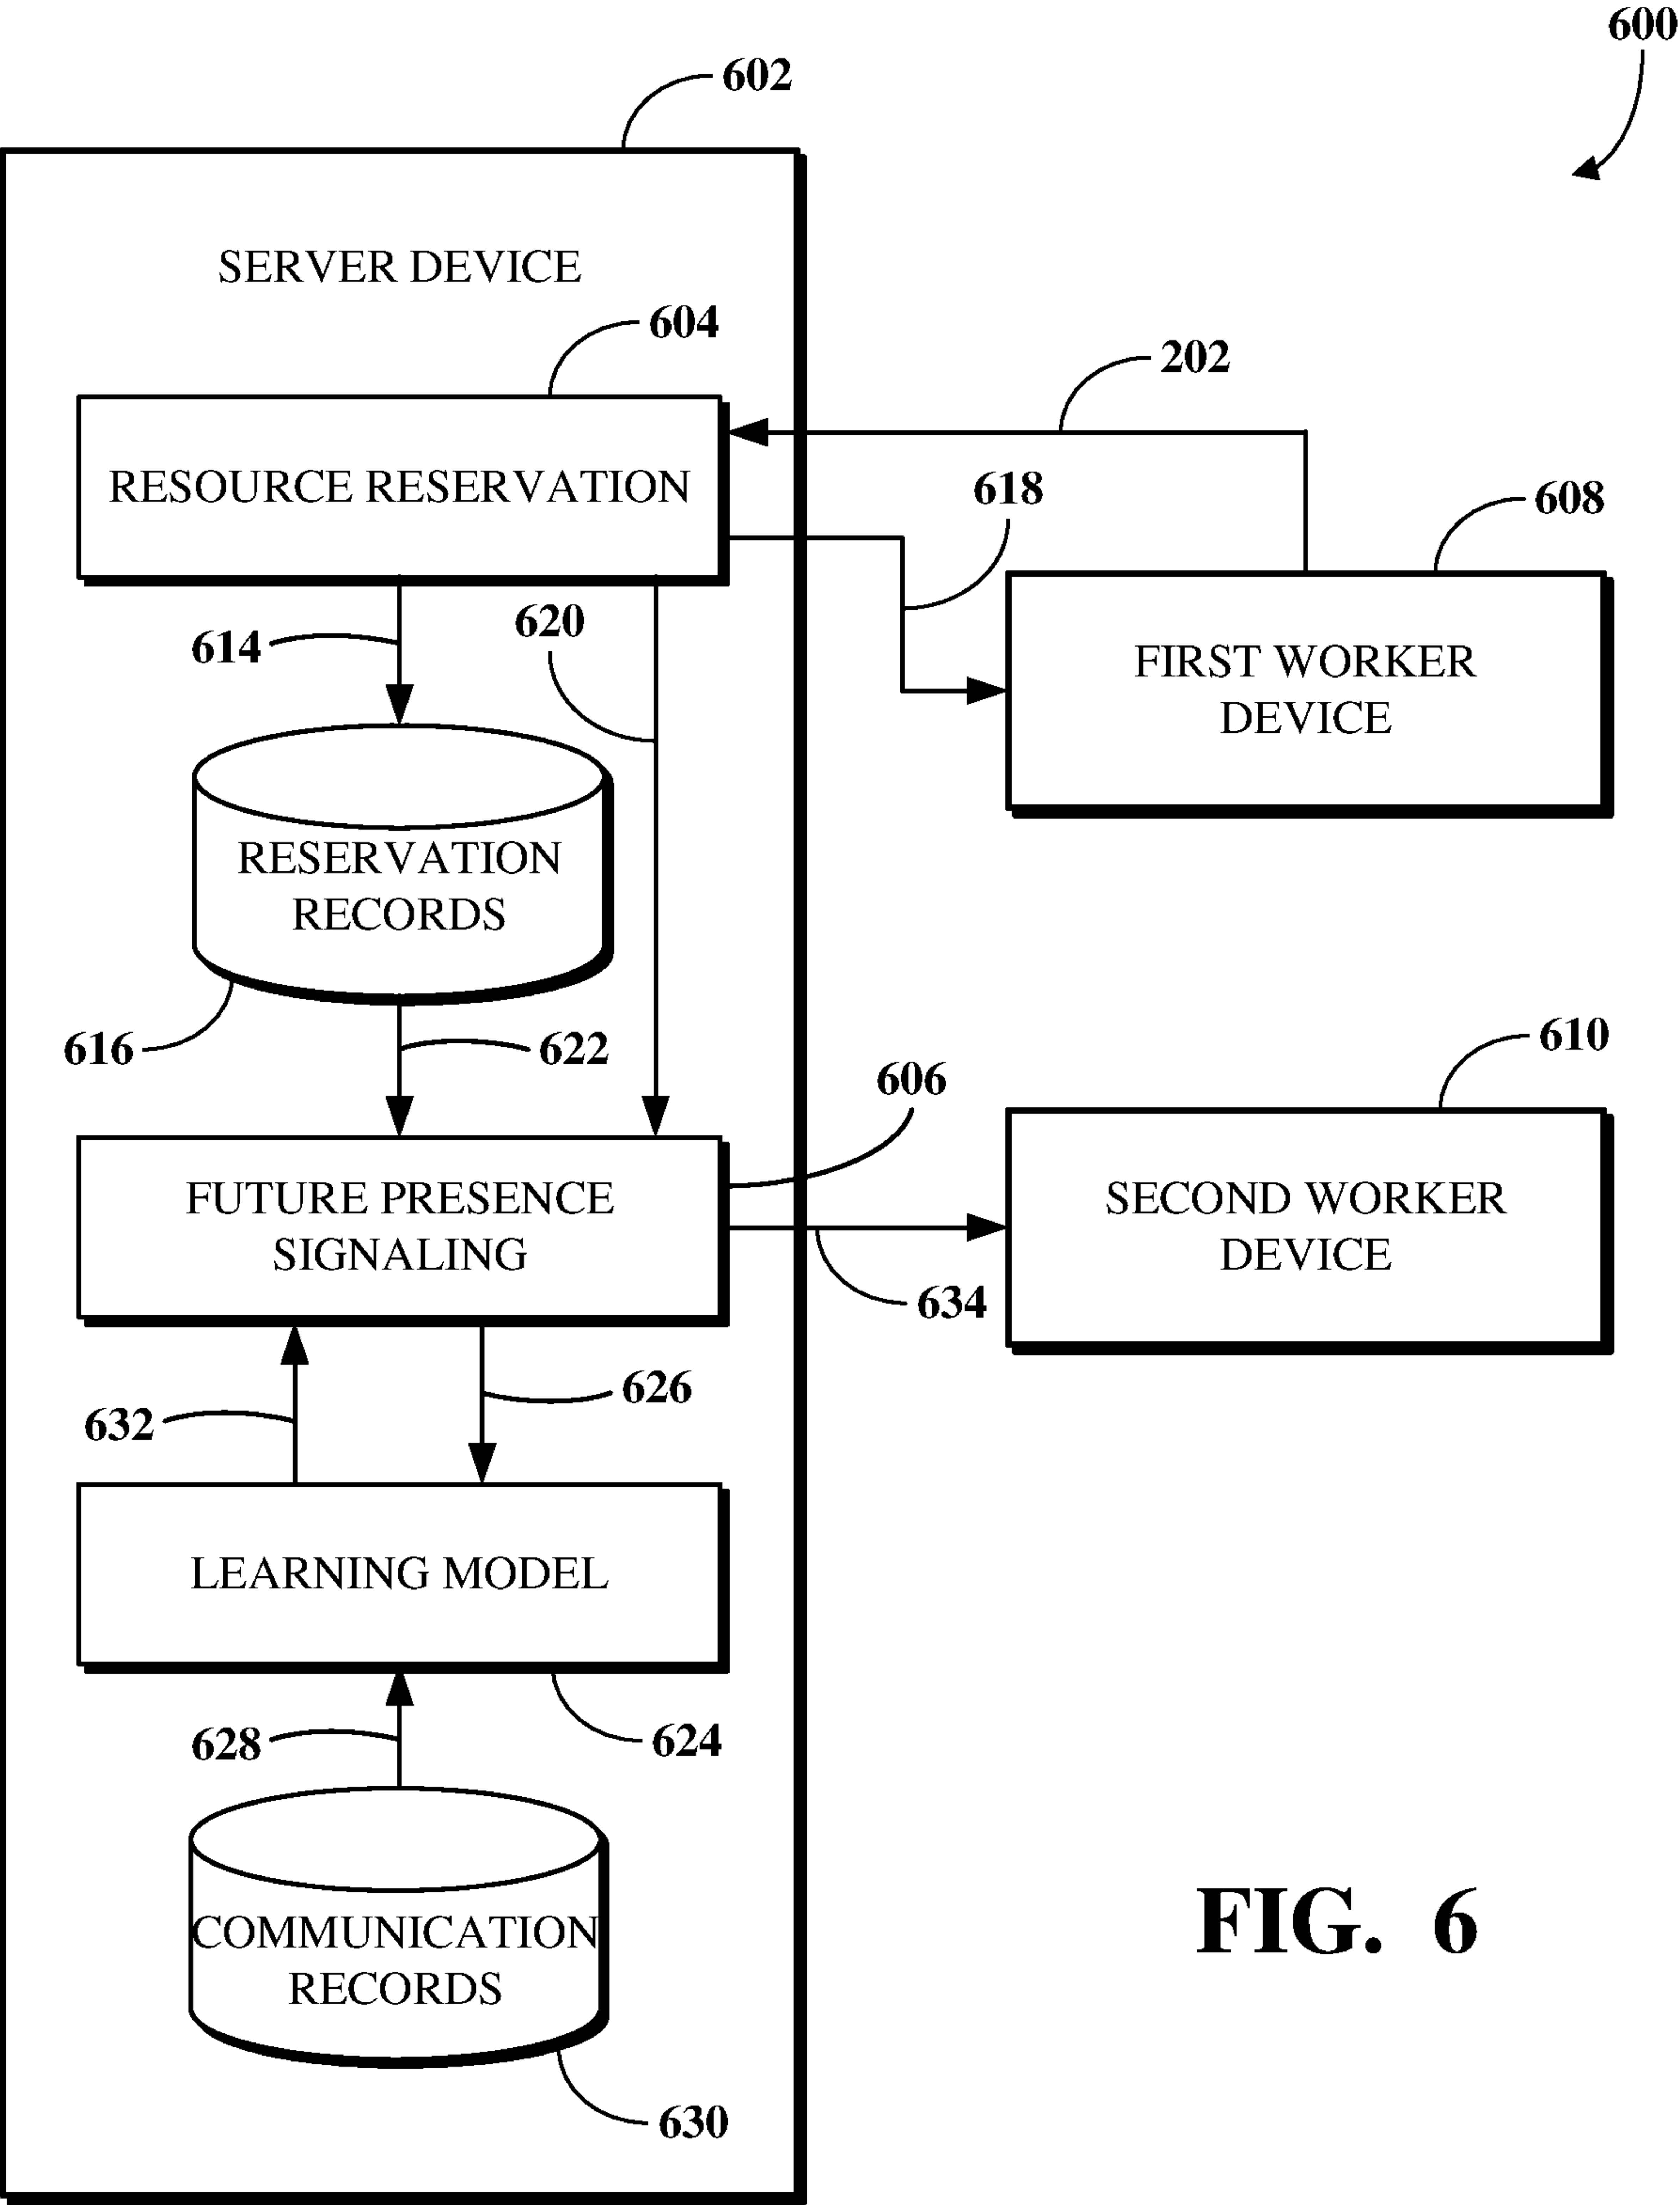 600
602
SERVER DEVICE
604
202
RESOURCE RESERVATION
618
608
614
620
FIRST WORKER
DEVICE
RESERVATION
RECORDS
616
622
610
606
FUTURE PRESENCE
SIGNALING
SECOND WORKER
DEVICE
634
632
626
LEARNING MODEL
628
624
COMMUNICATION
RECORDS
FIG. 6
630